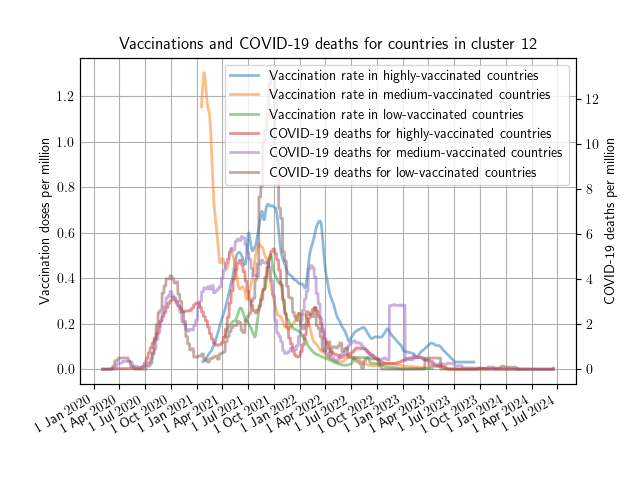 Vaccinations and COVID-19 deaths for countries in cluster 12
Vaccination rate in highly-vaccinated countries
Vaccination rate in medium-vaccinated countries
Vaccination rate in low-vaccinated countries
COVID-19 deaths for highly-vaccinated countries
COVID-19 deaths for medium-vaccinated countries
COVID-19 deaths for low-vaccinated countries
Vaccination doses per million
1.2
1.0
0.8
0.6
0.4
0.2
0.0
COVID-19 deaths per million
12
10
8
6
4
2
0
1 Jan 2020
1 Apr 2020
1 Jul 2020
1 Oct 2020
1 Jan 2021
1 Apr 2021
1 Jul 2021
1 Oct 2021
1 Jan 2022
1 Apr 2022
1 Jul 2022
1 Oct 2022
1 Jan 2023
1 Apr 2023
1 Jul 2023
1 Oct 2023
1 Jan 2024
1 Apr 2024
1 Jul 2024